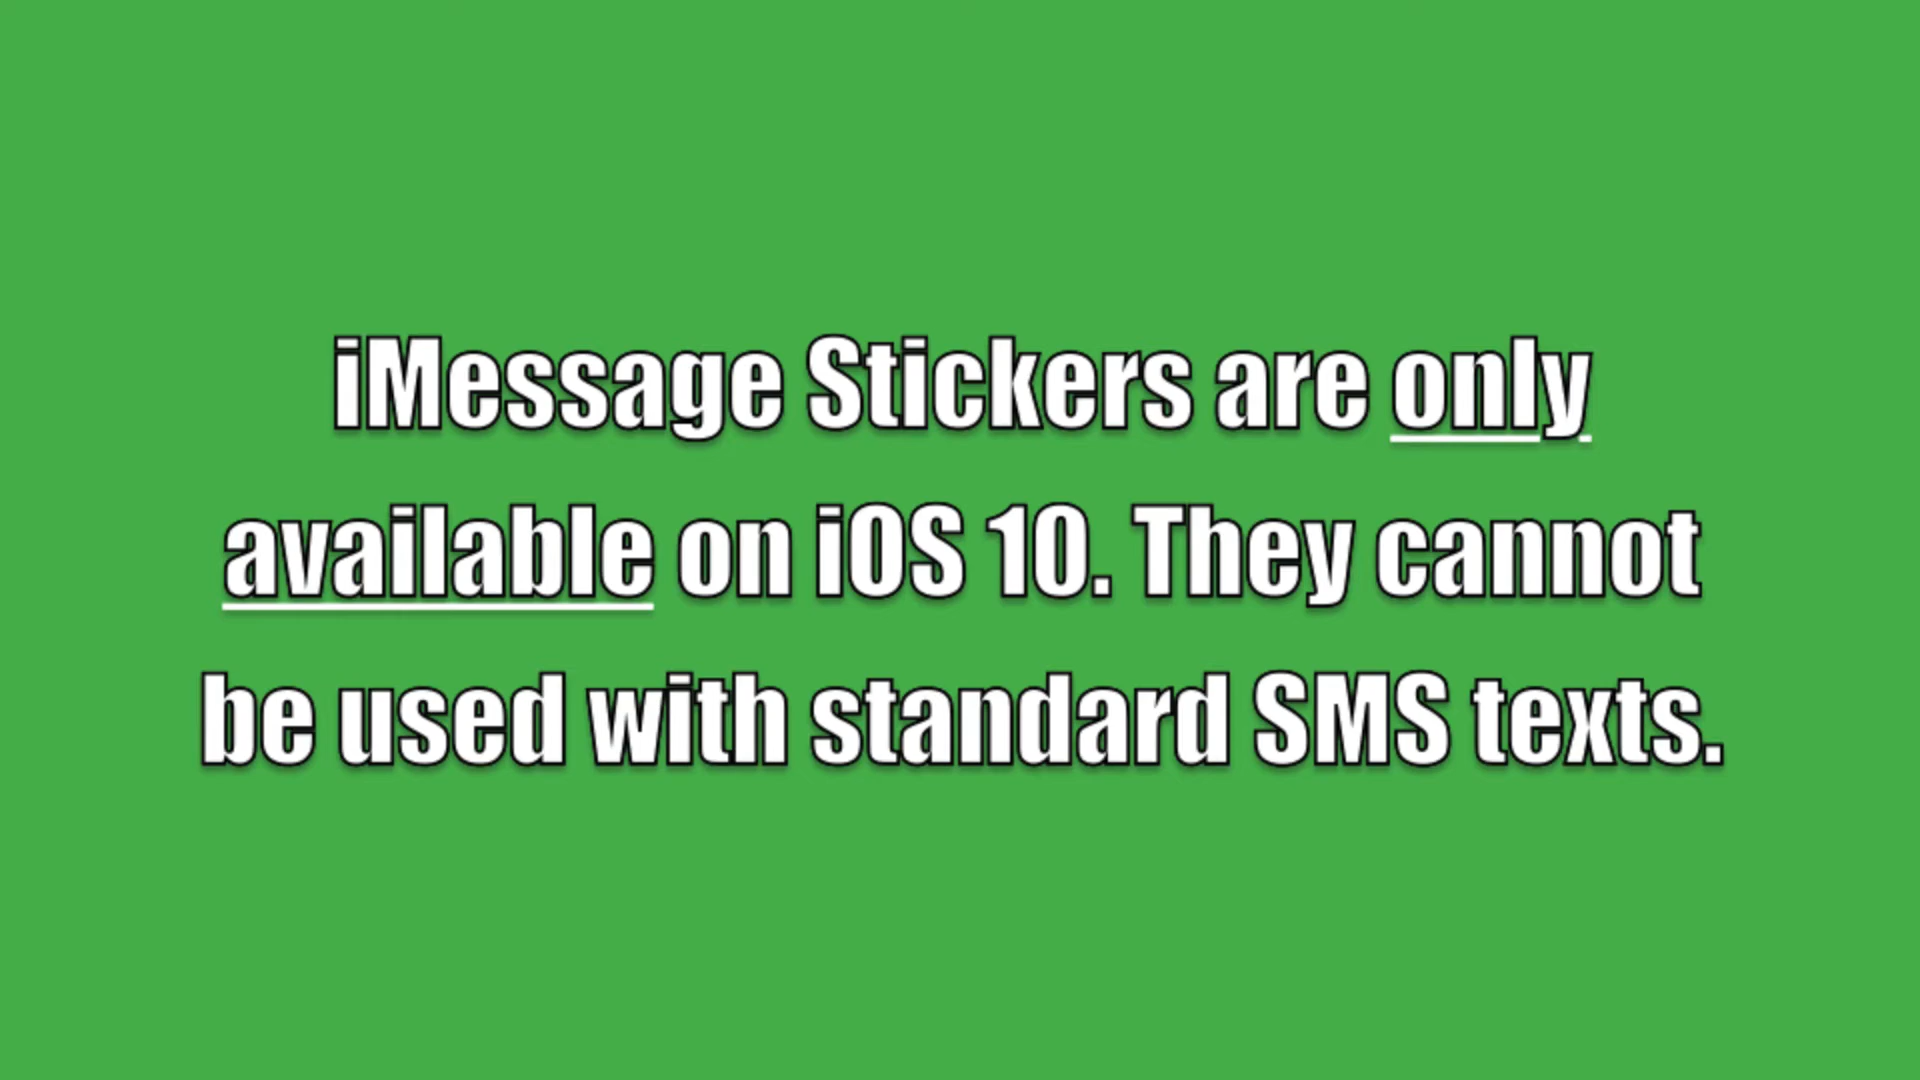 iMessage Stickers are only
available on iOS 10. They cannot
be used with standard SMS texts.